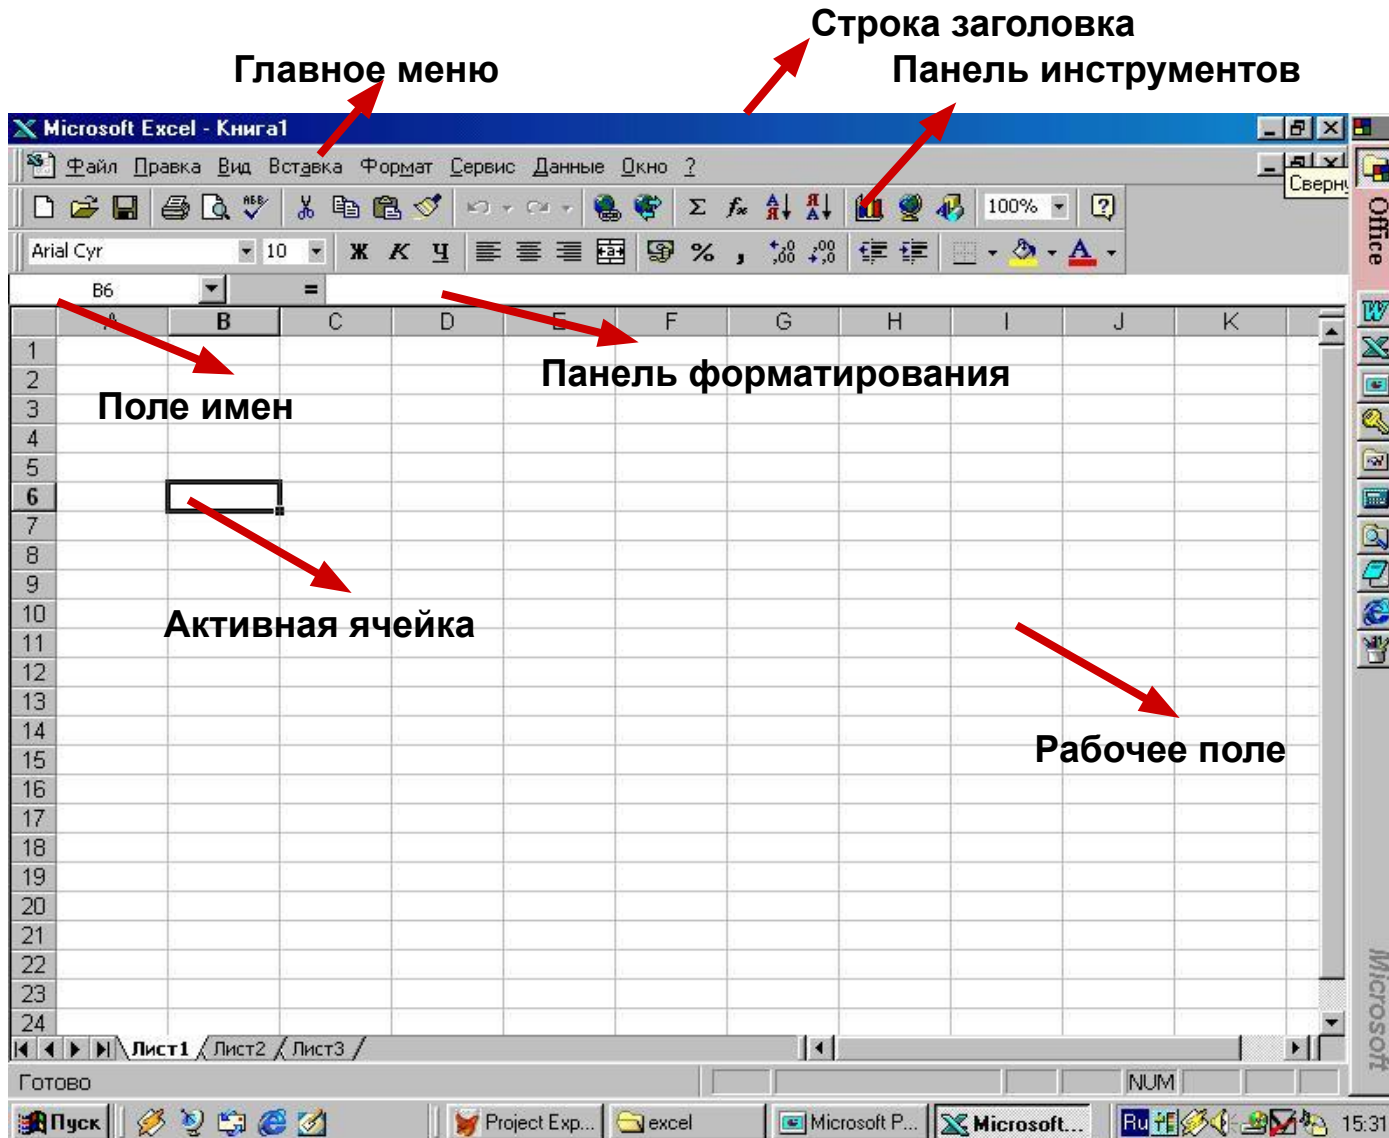 Строка заголовка
Главное меню
Панель инструментов
Microsoft Excel - Книга1
Файл Правка Вид Вставка Формат Сервис Данные Окно ?
Office
100%
Arial Cyr 10 Ж К Ч % ,
B6 =
A B C D E F G H I J K
1
2
3
4
5
6
7
8
9
10
11
12
13
14
15
16
17
18
19
20
21
22
23
24
Панель форматирования
Поле имен
Активная ячейка
Рабочее поле
Лист1 Лист2 Лист3
Готово
NUM
Microsoft
Пуск Project Exp... excel Microsoft P... Microsoft... Ru 15:31